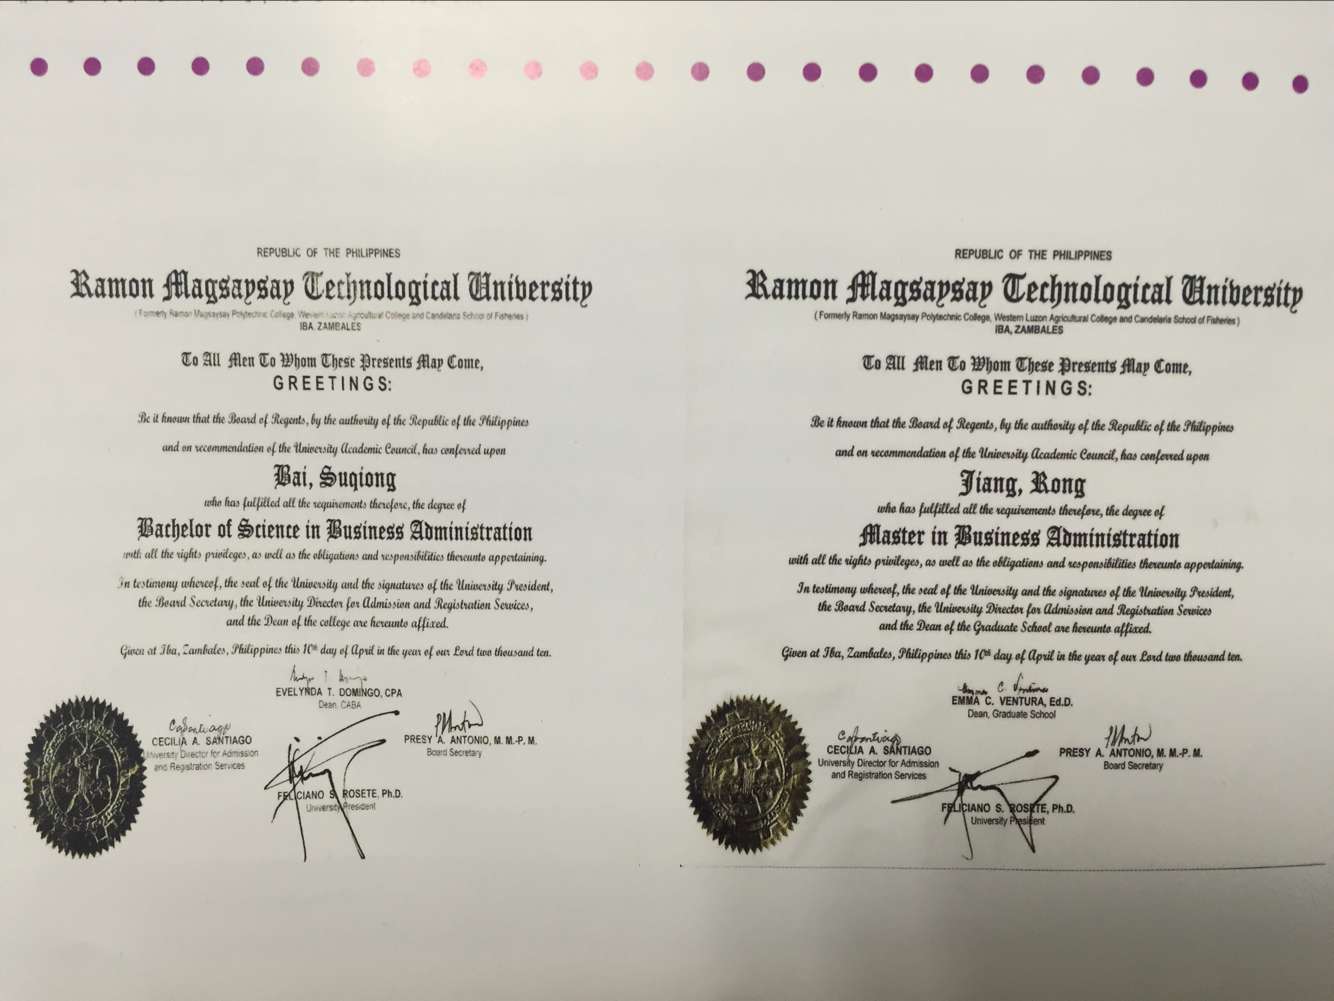 REPUBLIC OF THE PHILIPPINES
Ramon Magsaysay Technological University
( Formerly Ramon Magsaysay Polytechnic College, Western Luzon Agricultural College and Candelaria School of Fisheries )
IBA ZAMBALES
To All Men To Whom These Presents May Come,
GREETINGS:
Be it known that the Board of Regents, by the authority of the Republic of the Philippines
and on recommendation of the University Academic Council, has conferred upon
Bai, Suqiong
who has fulfilled all the requirements therefore, the degree of
Bachelor of Science in Business Administration
with all the rights privileges, as well as the obligations and responsibilities thereunto appertaining.
In testimony whereof, the seal of the University and the signatures of the University President,
the Board Secretary, the University Director for Admission and Registration Services,
and the Dean of the college are hereunto affixed.
Given at Iba, Zambales, Philippines this 10th day of April in the year of our Lord two thousand ten.
EVELYNDA T. DOMINGO, CPA
Dean, CABA
CECILIA A. SANTIAGO
University Director for Admission
and Registration Services
PRESY A. ANTONIO, M. M.-P. M.
Board Secretary
FELICIANO S. ROSETE, Ph.D.
University President
REPUBLIC OF THE PHILIPPINES
Ramon Magsaysay Technological University
( Formerly Ramon Magsaysay Polytechnic College, Western Luzon Agricultural College and Candelaria School of Fisheries )
IBA, ZAMBALES
To All Men To Whom These Presents May Come,
GREETINGS:
Be it known that the Board of Regents, by the authority of the Republic of the Philippines
and on recommendation of the University Academic Council, has conferred upon
Jiang, Rong
who has fulfilled all the requirements therefore, the degree of
Master in Business Administration
with all the rights privileges, as well as the obligations and responsibilities thereunto appertaining.
In testimony whereof, the seal of the University and the signatures of the University President,
the Board Secretary, the University Director for Admission and Registration Services
and the Dean of the Graduate School are hereunto affixed.
Given at Iba, Zambales, Philippines this 10th day of April in the year of our Lord two thousand ten.
EMMA C. VENTURA, Ed.D.
Dean, Graduate School
CECILIA A. SANTIAGO
University Director for Admission
and Registration Services
PRESY A. ANTONIO, M. M.-P. M.
Board Secretary
FELICIANO S. ROSETE, Ph.D.
University President